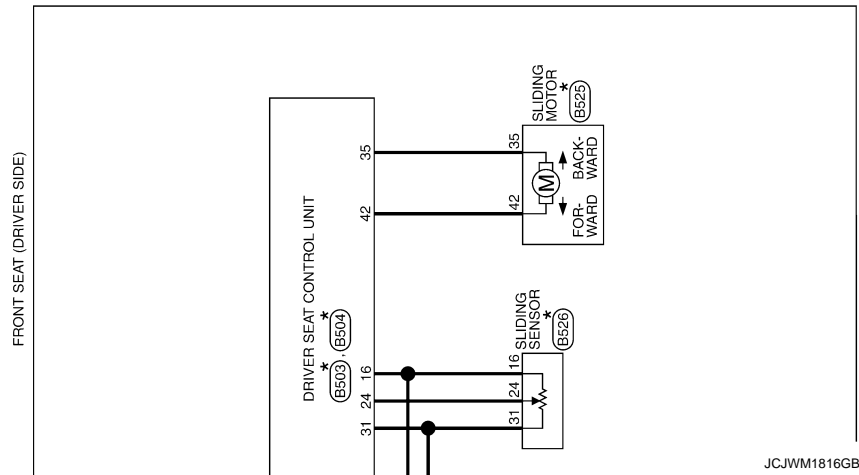 FRONT SEAT (DRIVER SIDE)
DRIVER SEAT CONTROL UNIT
* *
B503 , B504
35
42
16
24
31
SLIDING
MOTOR
*
B525
35
42
M
BACK-
WARD
FOR-
WARD
SLIDING
SENSOR
*
B526
16
24
31
JCJWM1816GB